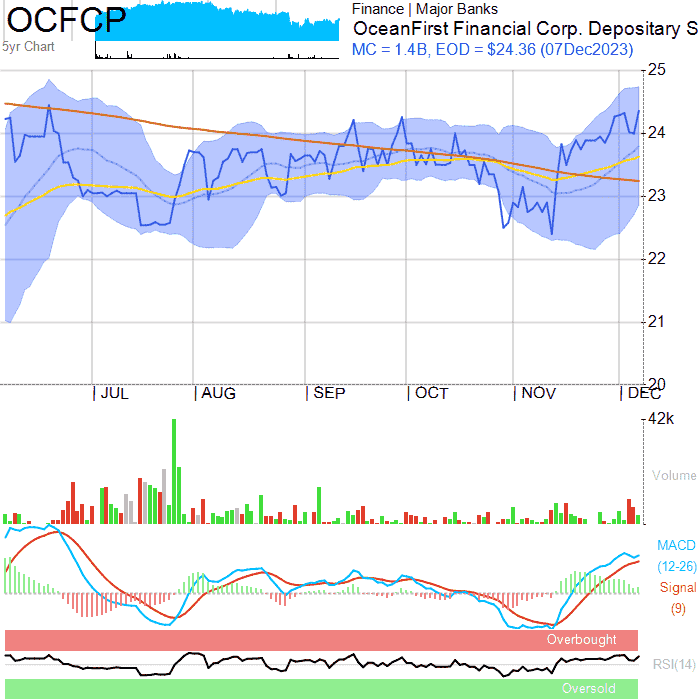 OCFCP
5yr Chart
Finance | Major Banks
OceanFirst Financial Corp. Depositary S
MC = 1.4B, EOD = $24.36 (07Dec2023)
25
24
23
22
21
20
JUL
AUG
SEP
OCT
NOV
DEC
42k
Volume
MACD
(12-26)
Signal
(9)
Overbought
RSI(14)
Oversold